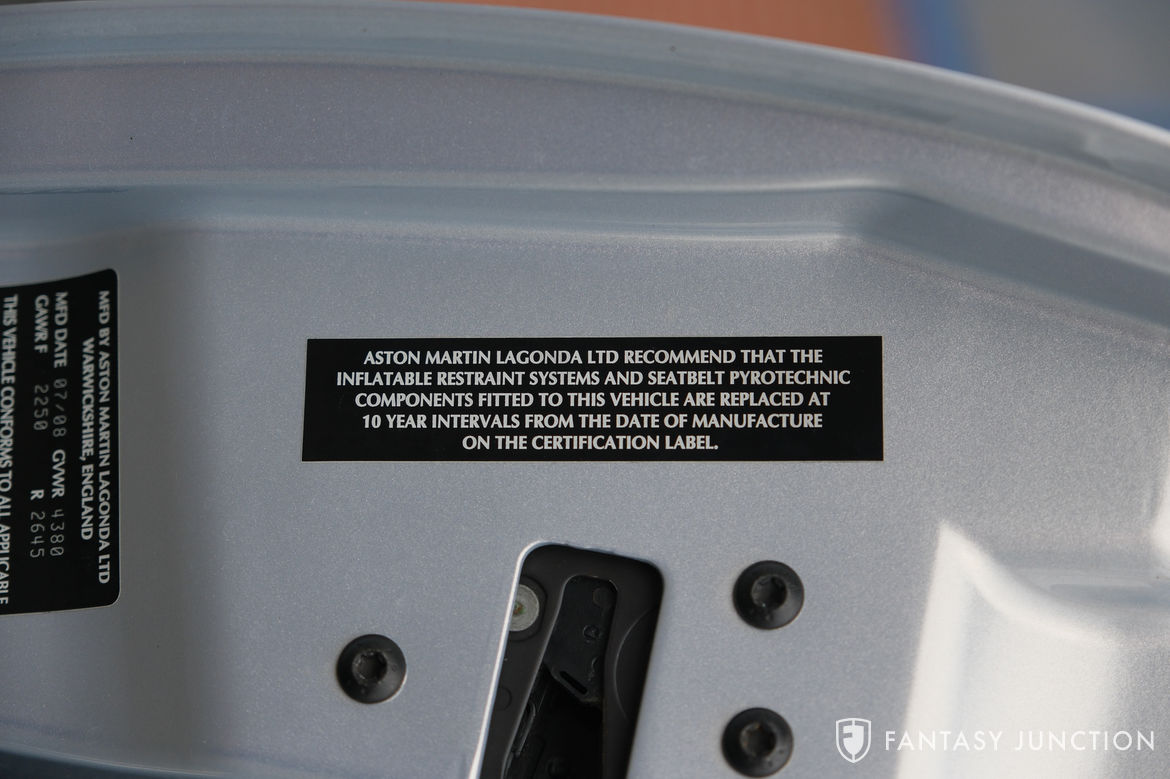 MFD BY ASTON MARTIN LAGONDA LTD
WARWICKSHIRE, ENGLAND
MFD DATE 07/08 GVWR 4380
GAWR F 2250 R 2645
THIS VEHICLE CONFORMS TO ALL APPLICABLE
ASTON MARTIN LAGONDA LTD RECOMMEND THAT THE
INFLATABLE RESTRAINT SYSTEMS AND SEATBELT PYROTECHNIC
COMPONENTS FITTED TO THIS VEHICLE ARE REPLACED AT
10 YEAR INTERVALS FROM THE DATE OF MANUFACTURE
ON THE CERTIFICATION LABEL.
FANTASY JUNCTION